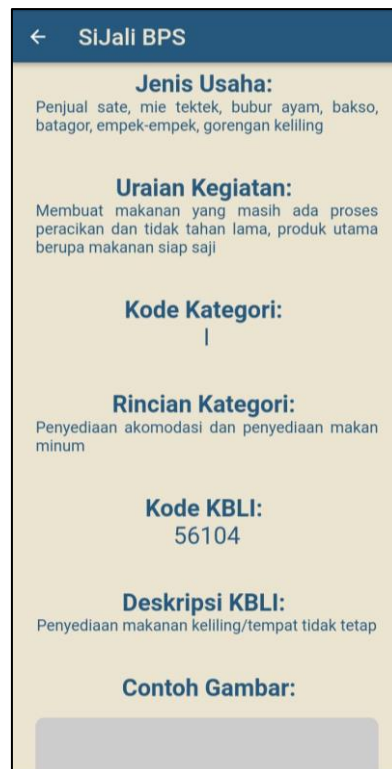 SiJali BPS
Jenis Usaha:
Penjual sate, mie tektek, bubur ayam, bakso,
batagor, empek-empek, gorengan keliling
Uraian Kegiatan:
Membuat makanan yang masih ada proses
peracikan dan tidak tahan lama, produk utama
berupa makanan siap saji
Kode Kategori:
I
Rincian Kategori:
Penyediaan akomodasi dan penyediaan makan
minum
Kode KBLI:
56104
Deskripsi KBLI:
Penyediaan makanan keliling/tempat tidak tetap
Contoh Gambar: